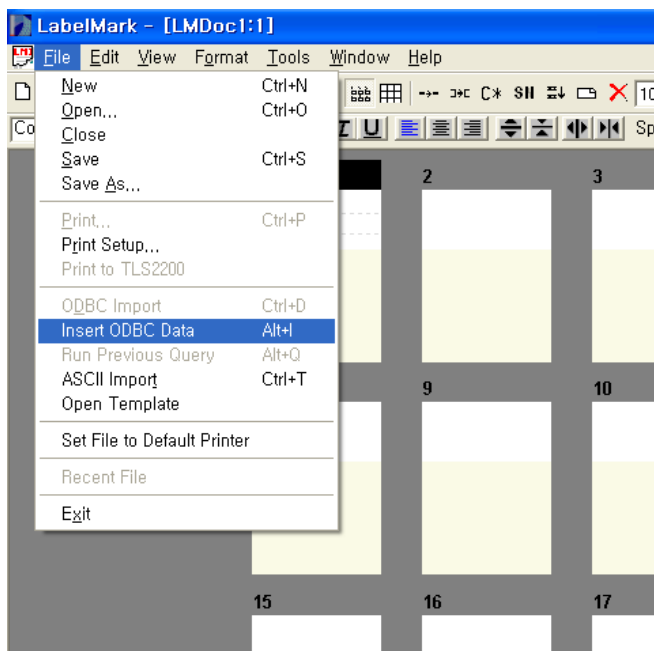 LabelMark - [LMDoc1:1]
File Edit View Format Tools Window Help
New Ctrl+N
Open... Ctrl+O
Close
Save Ctrl+S
Save As...
Print... Ctrl+P
Print Setup...
Print to TLS2200
ODBC Import Ctrl+D
Insert ODBC Data Alt+I
Run Previous Query Alt+Q
ASCII Import Ctrl+T
Open Template
Set File to Default Printer
Recent File
Exit
10
Co
I U Sp
2 3
9 10
15 16 17